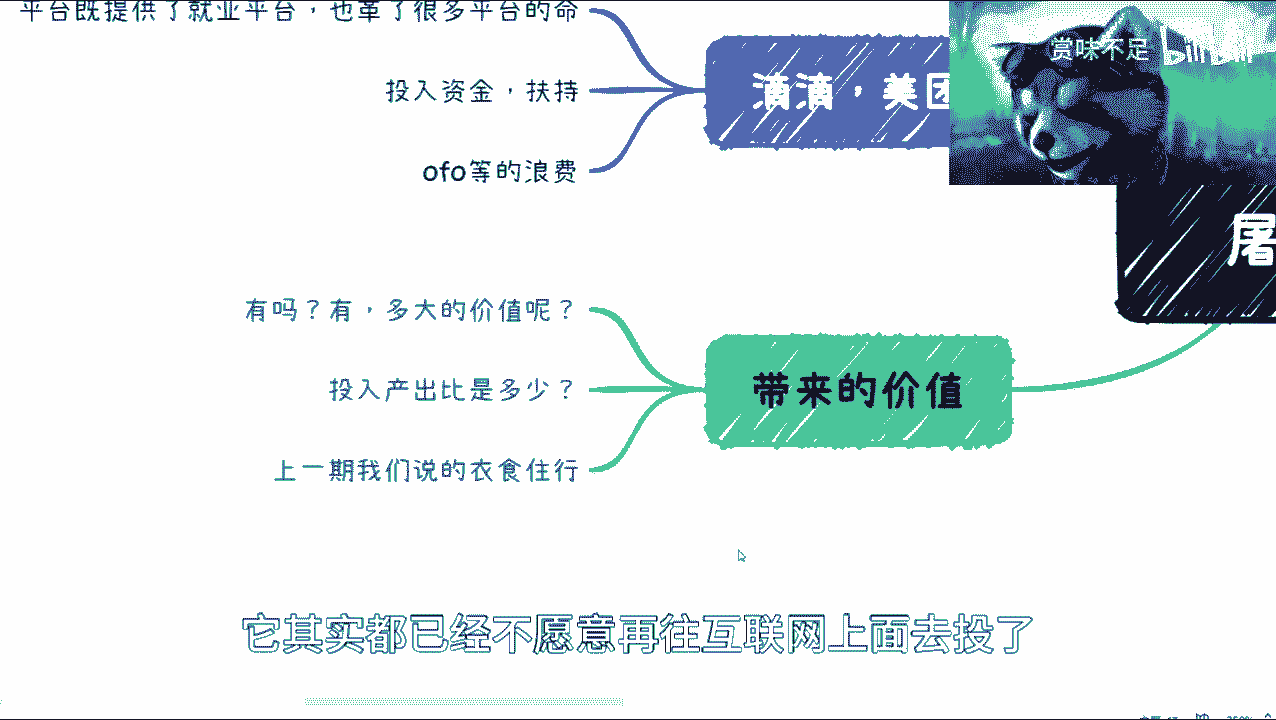 平台既提供了就业平台，也革了很多平台的命
投入资金，扶持
ofo等的浪费
滴滴，美团
赏味不足
bilibili
屠
有吗？有，多大的价值呢？
投入产出比是多少？
上一期我们说的衣食住行
带来的价值
它其实都已经不愿意再往互联网上面去投了